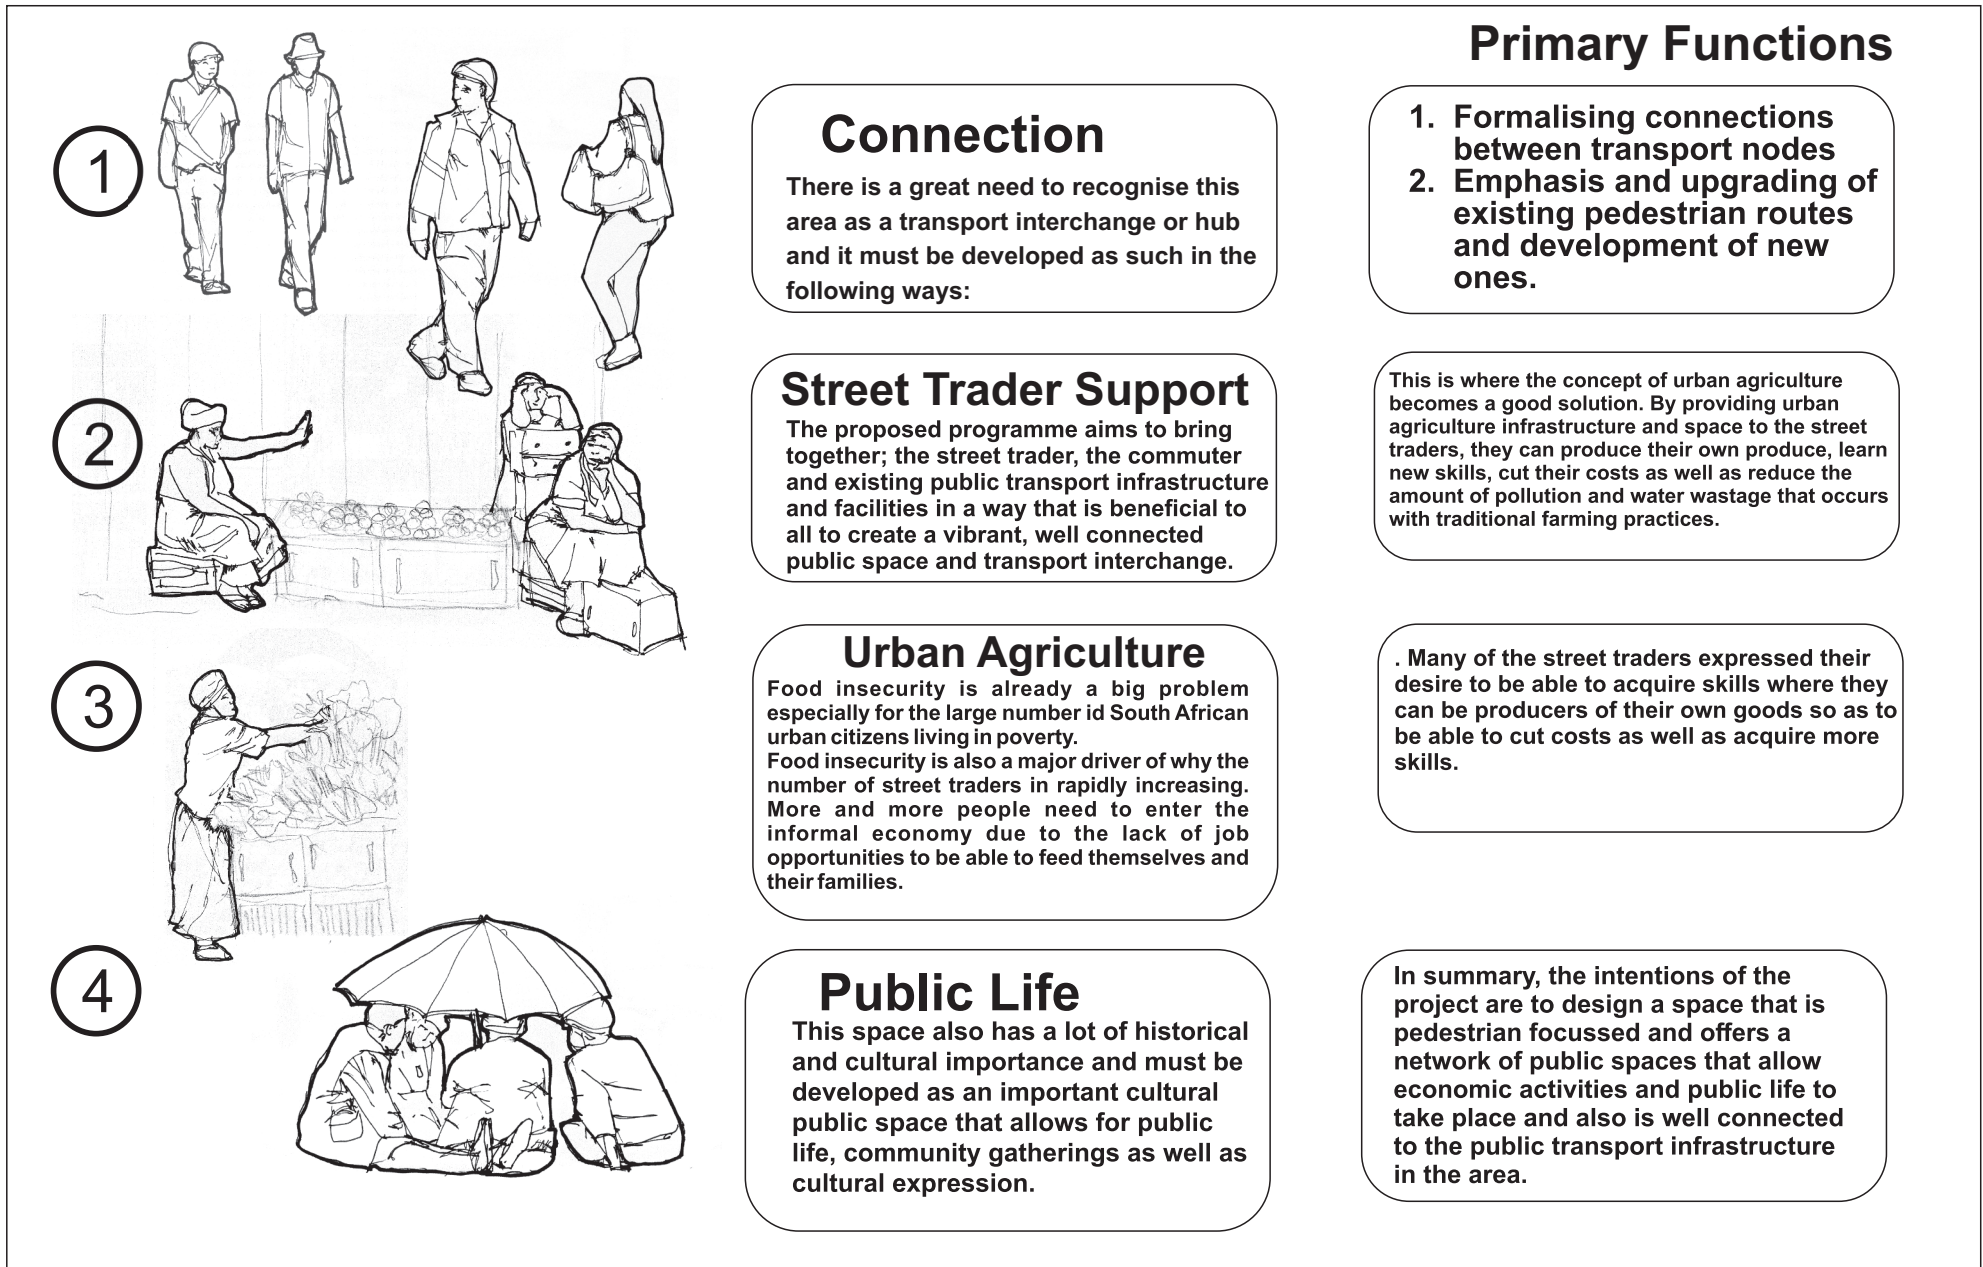 Primary Functions
1
Connection
There is a great need to recognise this
area as a transport interchange or hub
and it must be developed as such in the
following ways:
1. Formalising connections
between transport nodes
2. Emphasis and upgrading of
existing pedestrian routes
and development of new
ones.
2
Street Trader Support
The proposed programme aims to bring
together; the street trader, the commuter
and existing public transport infrastructure
and facilities in a way that is beneficial to
all to create a vibrant, well connected
public space and transport interchange.
This is where the concept of urban agriculture
becomes a good solution. By providing urban
agriculture infrastructure and space to the street
traders, they can produce their own produce, learn
new skills, cut their costs as well as reduce the
amount of pollution and water wastage that occurs
with traditional farming practices.
3
Urban Agriculture
Food insecurity is already a big problem
especially for the large number id South African
urban citizens living in poverty.
Food insecurity is also a major driver of why the
number of street traders in rapidly increasing.
More and more people need to enter the
informal economy due to the lack of job
opportunities to be able to feed themselves and
their families.
. Many of the street traders expressed their
desire to be able to acquire skills where they
can be producers of their own goods so as to
be able to cut costs as well as acquire more
skills.
4
Public Life
This space also has a lot of historical
and cultural importance and must be
developed as an important cultural
public space that allows for public
life, community gatherings as well as
cultural expression.
In summary, the intentions of the
project are to design a space that is
pedestrian focussed and offers a
network of public spaces that allow
economic activities and public life to
take place and also is well connected
to the public transport infrastructure
in the area.